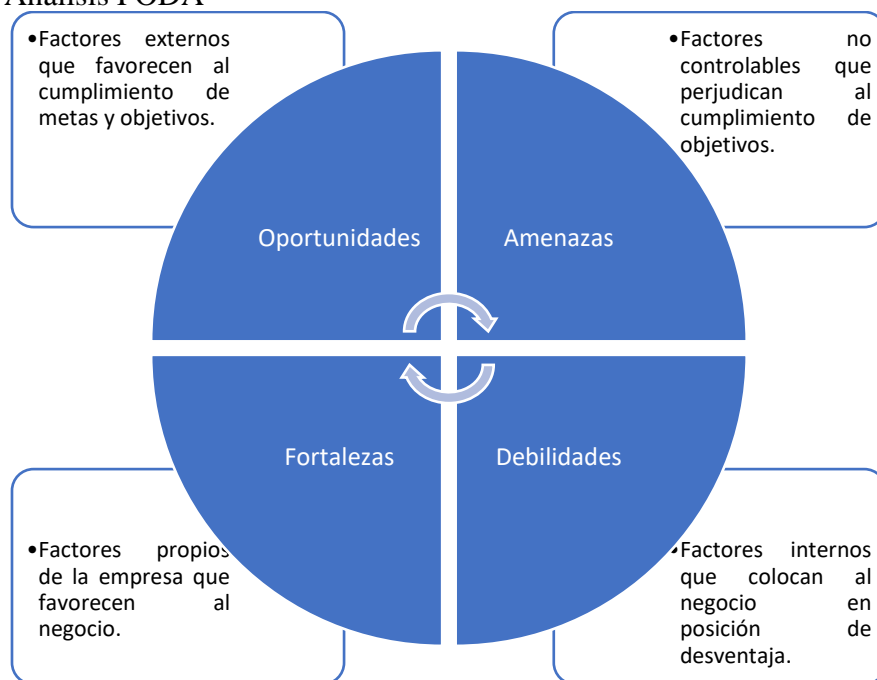 Análisis FODA
•Factores externos
que favorecen al
cumplimiento de
metas y objetivos.
•Factores no
controlables que
perjudican al
cumplimiento de
objetivos.
Oportunidades
Amenazas
Fortalezas
Debilidades
•Factores propios
de la empresa que
favorecen al
negocio.
•Factores internos
que colocan al
negocio en
posición de
desventaja.